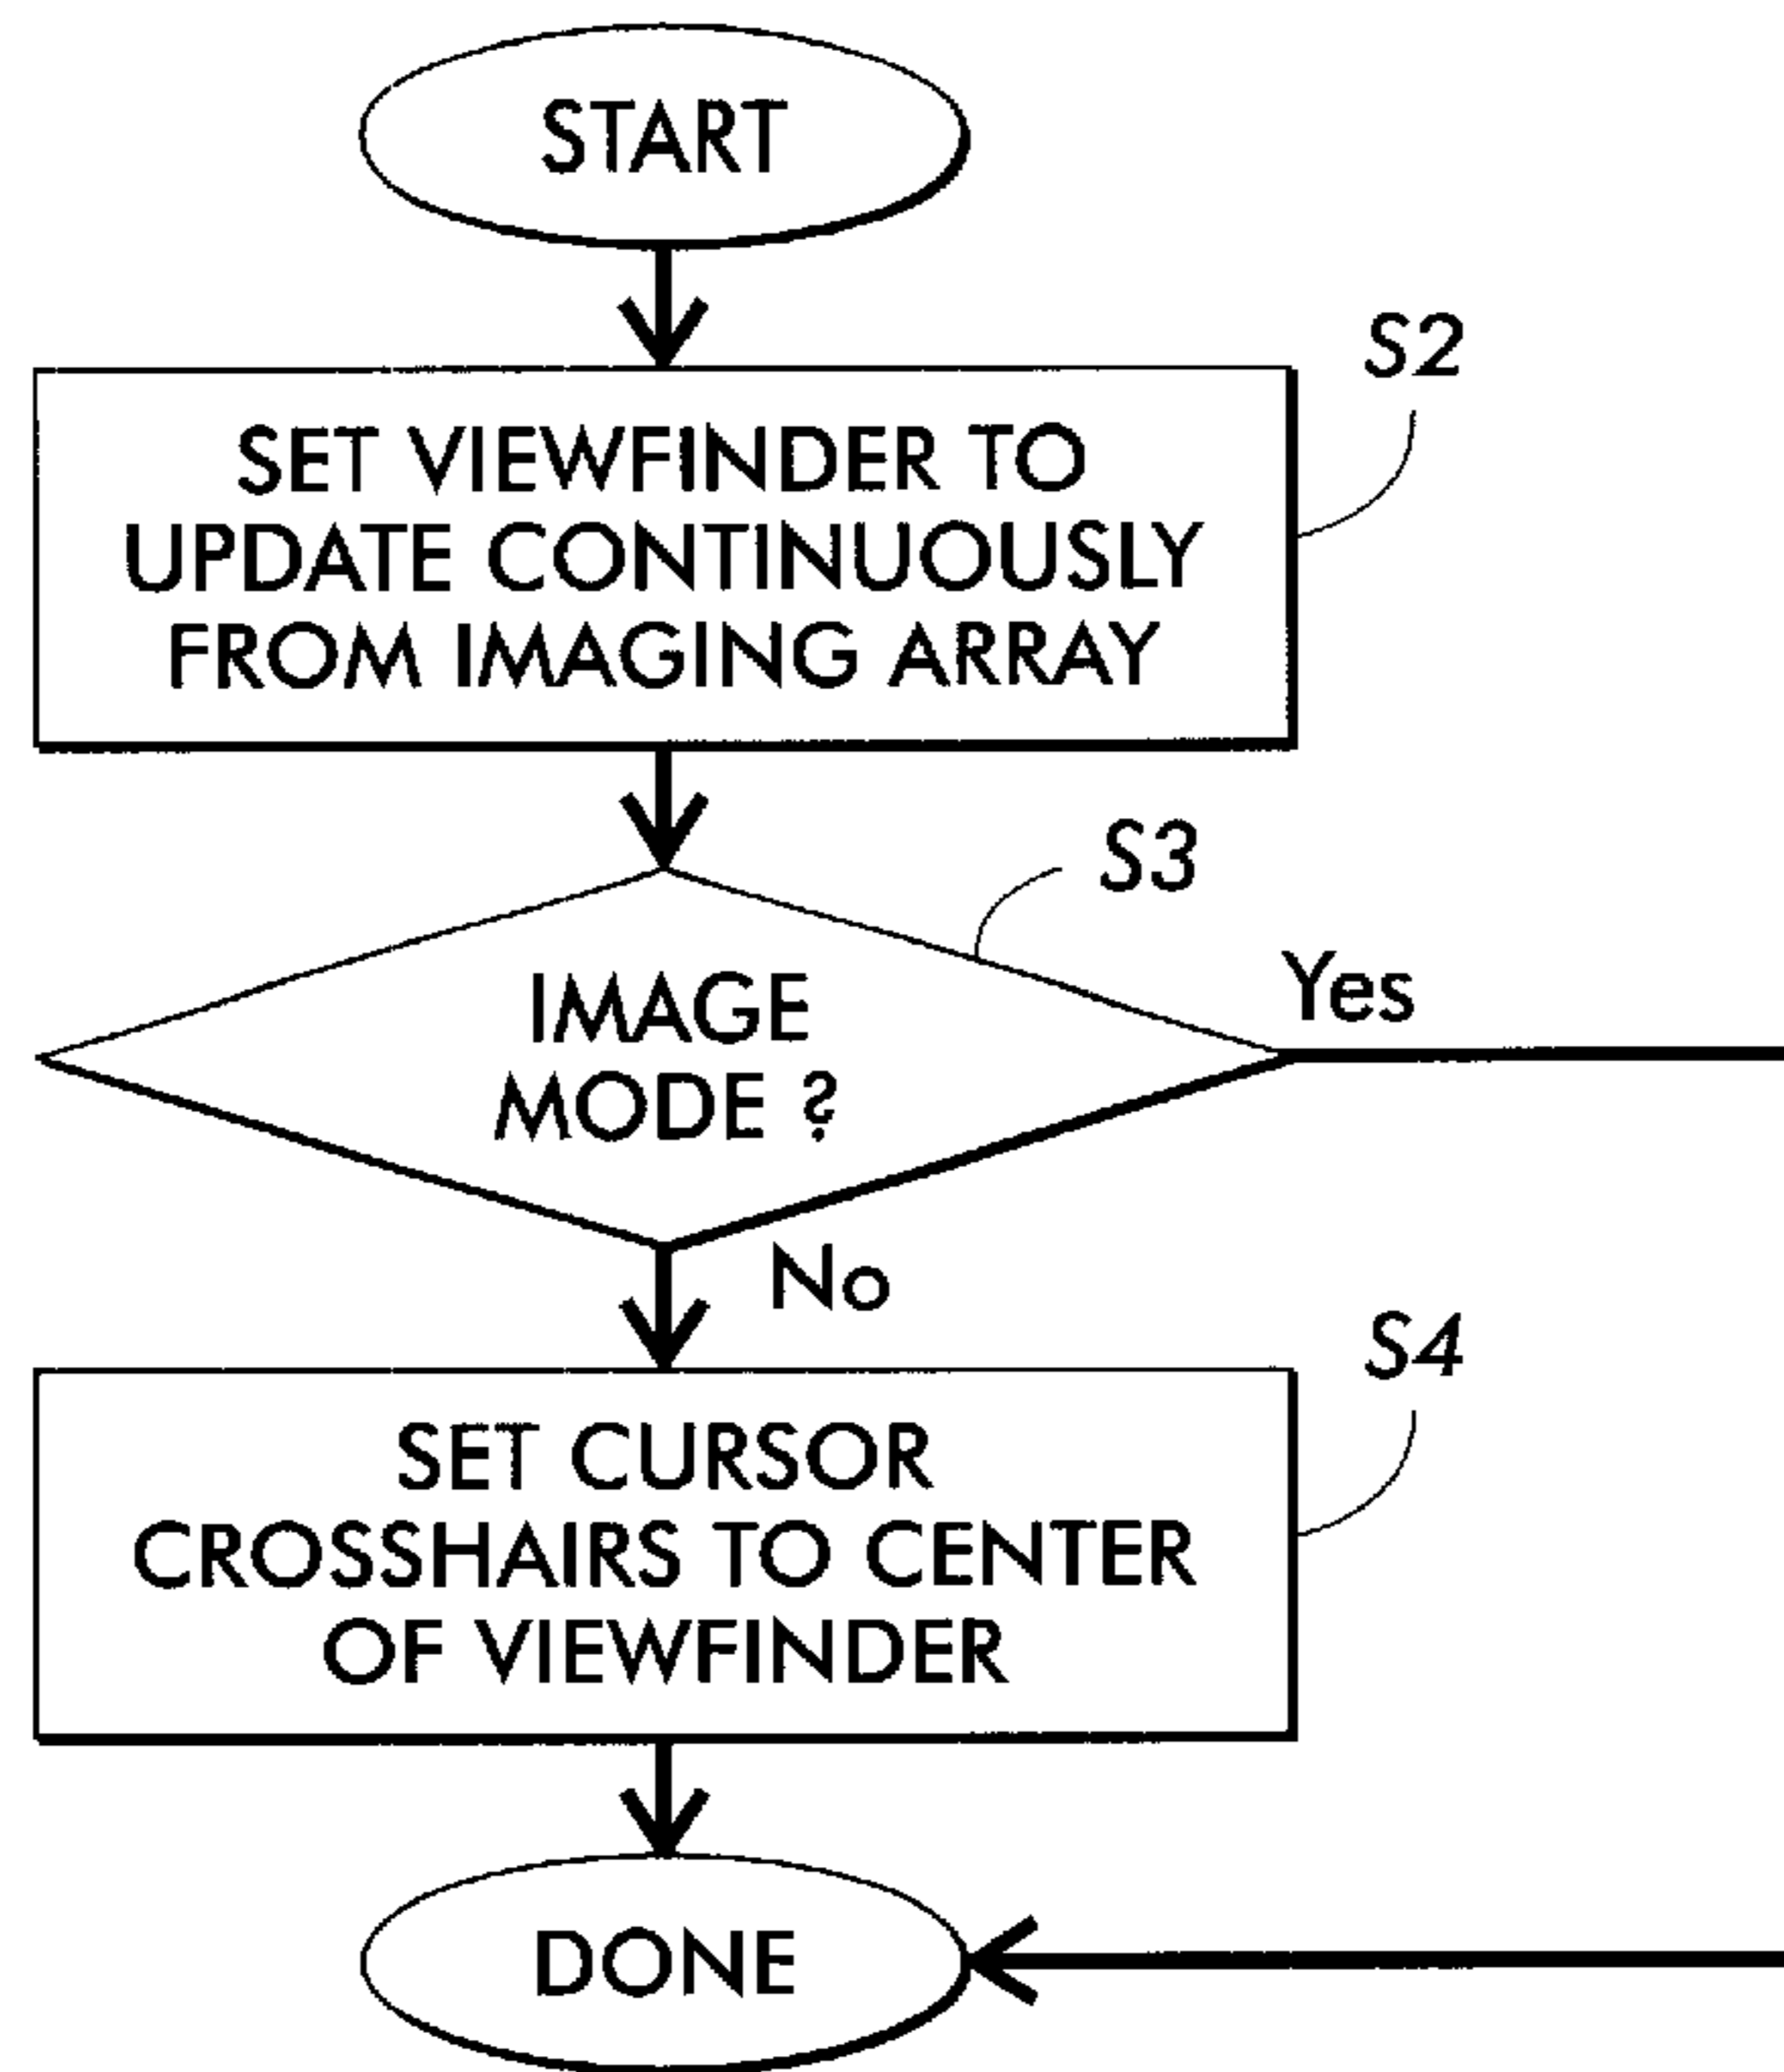 START
S2
SET VIEWFINDER TO
UPDATE CONTINUOUSLY
FROM IMAGING ARRAY
S3
IMAGE
MODE ?
Yes
No
S4
SET CURSOR
CROSSHAIRS TO CENTER
OF VIEWFINDER
DONE